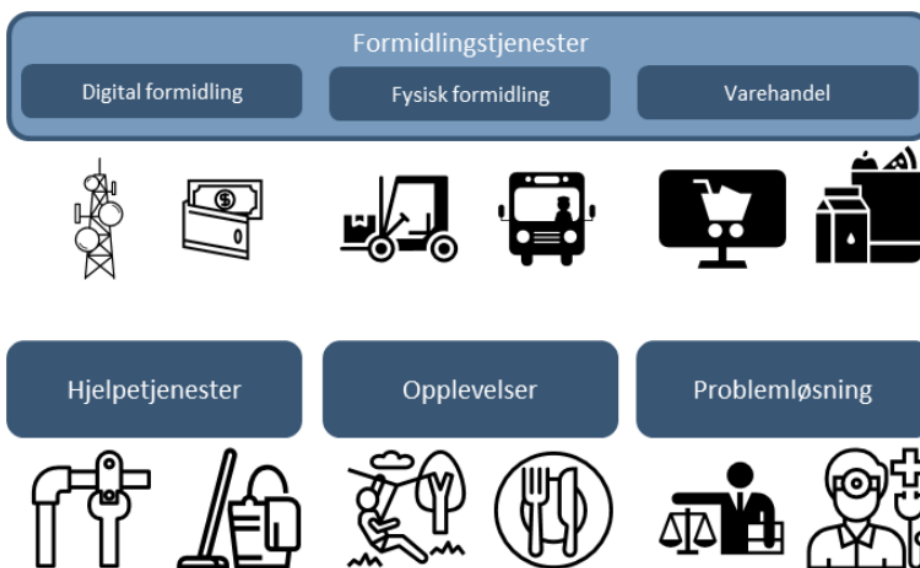 Formidlingstjenester
Digital formidling
Fysisk formidling
Varehandel
$
Hjelpetjenester
Opplevelser
Problemløsning